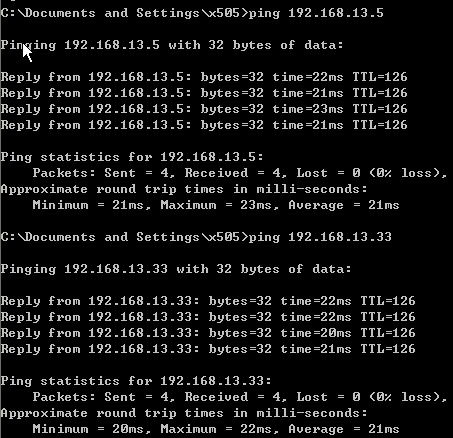 C:\Documents and Settings\x505>ping 192.168.13.5
Pinging 192.168.13.5 with 32 bytes of data:
Reply from 192.168.13.5: bytes=32 time=22ms TTL=126
Reply from 192.168.13.5: bytes=32 time=21ms TTL=126
Reply from 192.168.13.5: bytes=32 time=23ms TTL=126
Reply from 192.168.13.5: bytes=32 time=21ms TTL=126
Ping statistics for 192.168.13.5:
Packets: Sent = 4, Received = 4, Lost = 0 (0% loss),
Approximate round trip times in milli-seconds:
Minimum = 21ms, Maximum = 23ms, Average = 21ms
C:\Documents and Settings\x505>ping 192.168.13.33
Pinging 192.168.13.33 with 32 bytes of data:
Reply from 192.168.13.33: bytes=32 time=22ms TTL=126
Reply from 192.168.13.33: bytes=32 time=22ms TTL=126
Reply from 192.168.13.33: bytes=32 time=20ms TTL=126
Reply from 192.168.13.33: bytes=32 time=21ms TTL=126
Ping statistics for 192.168.13.33:
Packets: Sent = 4, Received = 4, Lost = 0 (0% loss),
Approximate round trip times in milli-seconds:
Minimum = 20ms, Maximum = 22ms, Average = 21ms